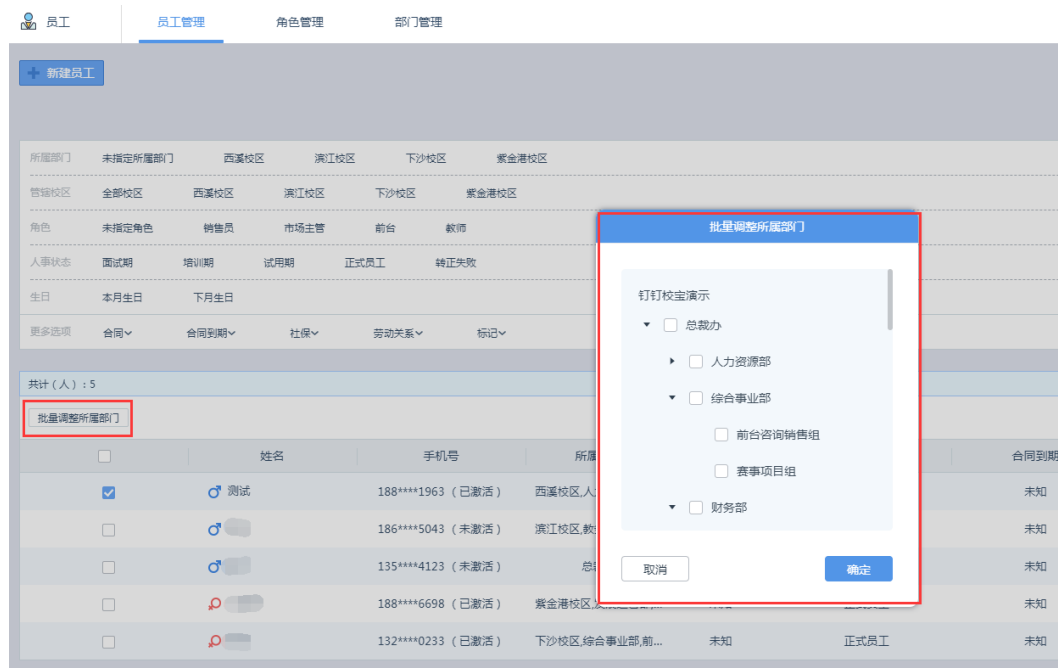 员工 员工管理 角色管理 部门管理
新建员工
所属部门 未指定所属部门 西溪校区 滨江校区 下沙校区 紫金港校区
管辖校区 全部校区 西溪校区 滨江校区 下沙校区 紫金港校区
角色 未指定角色 销售员 市场主管 前台 教师
人事状态 面试期 培训期 试用期 正式员工 转正失败
生日 本月生日 下月生日
更多选项 合同 合同到期 社保 劳动关系 标记
共计(人):5
批量调整所属部门
姓名 手机号 所属 合同到期
测试 188****1963(已激活) 西溪校区,人 未知
186****5043(未激活) 滨江校区,教 未知
135****4123(未激活) 总 未知
188****6698(已激活) 紫金港校区, 未知
132****0233(已激活) 下沙校区,综合事业部,前... 未知 正式员工 未知
批量调整所属部门
钉钉校宝演示
总裁办
人力资源部
综合事业部
前台咨询销售组
赛事项目组
财务部
取消 确定